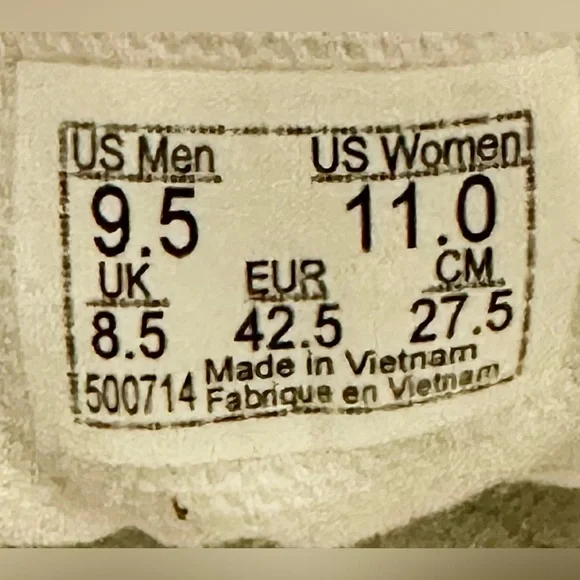 US Men US Women
9.5 11.0
UK EUR CM
8.5 42.5 27.5
500714 Made in Vietnam
Fabrique en Vietnam